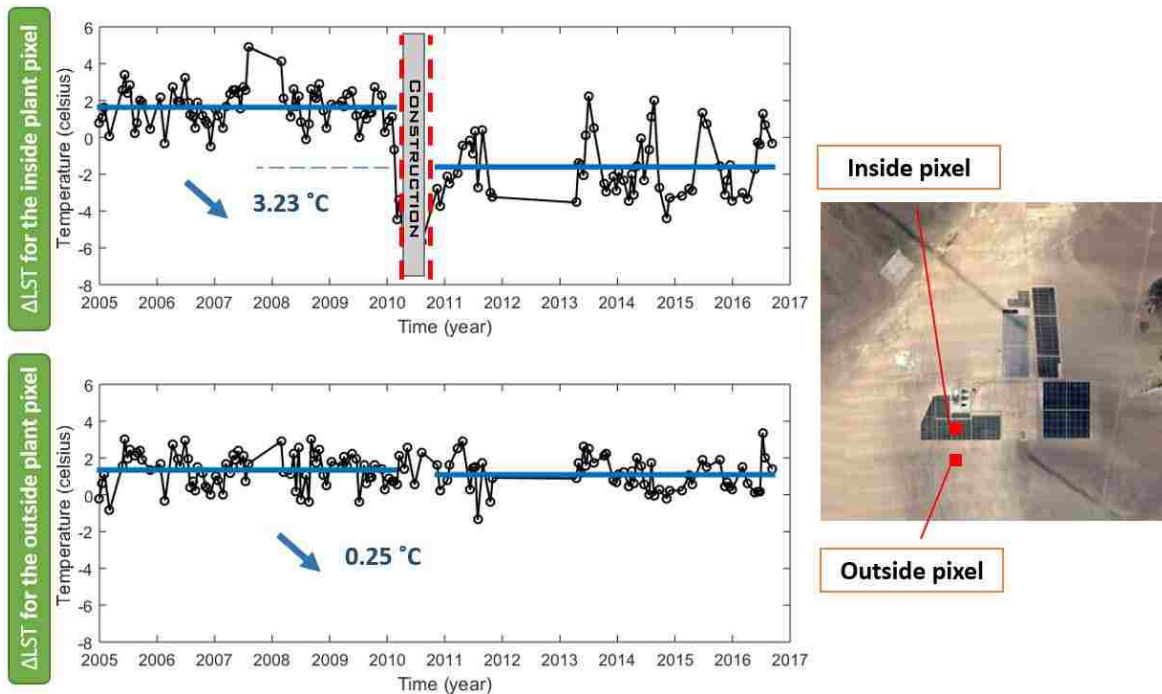 ΔLST for the inside plant pixel
Temperature (celsius)
6
4
2
0
-2
-4
-6
-8
CONSTRUCTION
3.23 ˚C
2005 2006 2007 2008 2009 2010 2011 2012 2013 2014 2015 2016 2017
Time (year)
ΔLST for the outside plant pixel
Temperature (celsius)
6
4
2
0
-2
-4
-6
-8
0.25 ˚C
2005 2006 2007 2008 2009 2010 2011 2012 2013 2014 2015 2016 2017
Time (year)
Inside pixel
Outside pixel